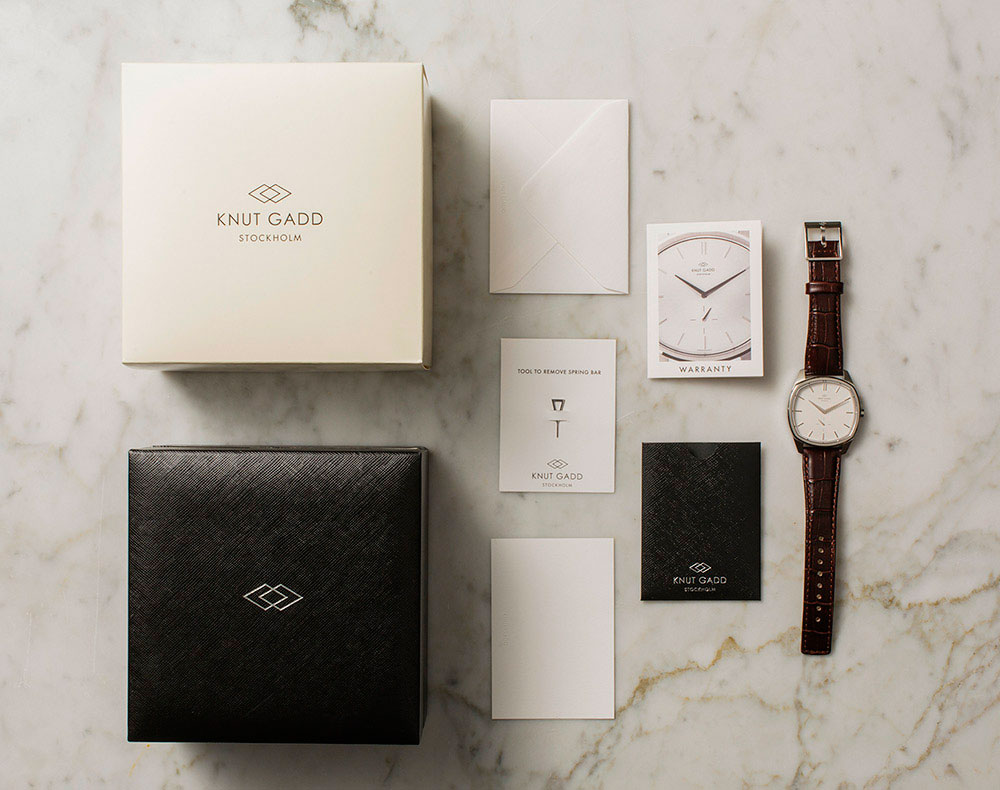 KNUT GADD
STOCKHOLM
KNUT GADD
WARRANTY
TOOL TO REMOVE SPRING BAR
KNUT GADD
STOCKHOLM
KNUT GADD
STOCKHOLM